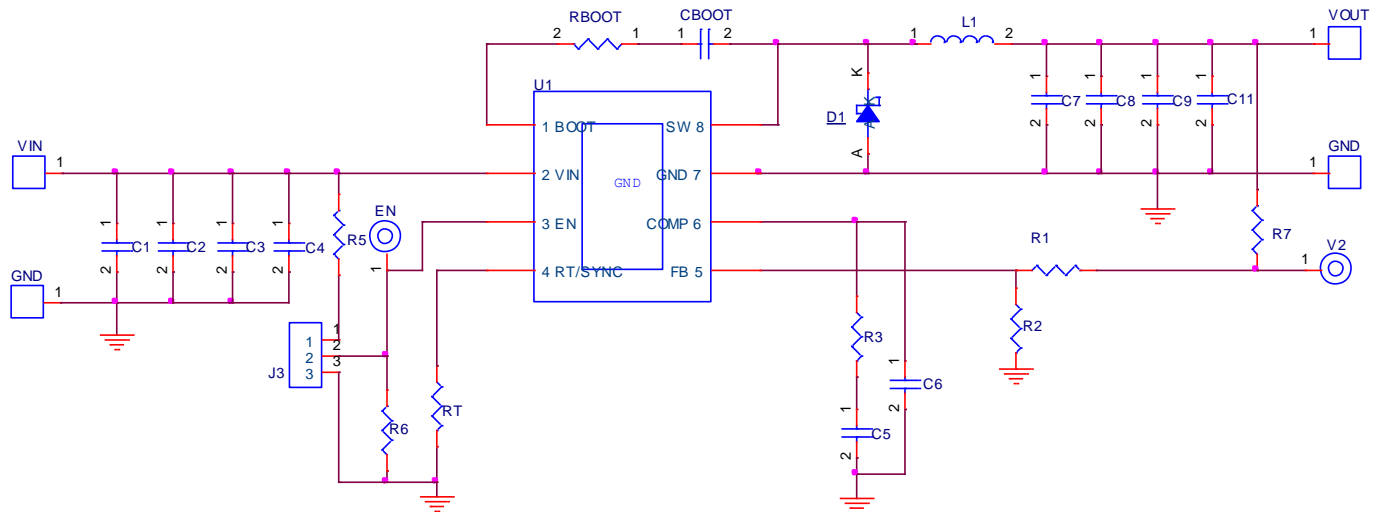 RBOOT
CBOOT
L1
VOUT
2
1
1
2
1
2
1
U1
K
1
1
1
1
C7
C8
C9
C11
D1
2
2
2
2
A
1 BOOT
SW 8
VIN
1
2 VIN
GND
GND 7
GND
1
EN
3 EN
COMP 6
1
1
1
1
C1
C2
C3
C4
R5
2
2
2
2
R1
R7
V2
1
GND
1
1
4 RT/SYNC
FB 5
R2
R3
J3
1
2
3
1
2
3
1
C6
2
RT
R6
1
C5
2